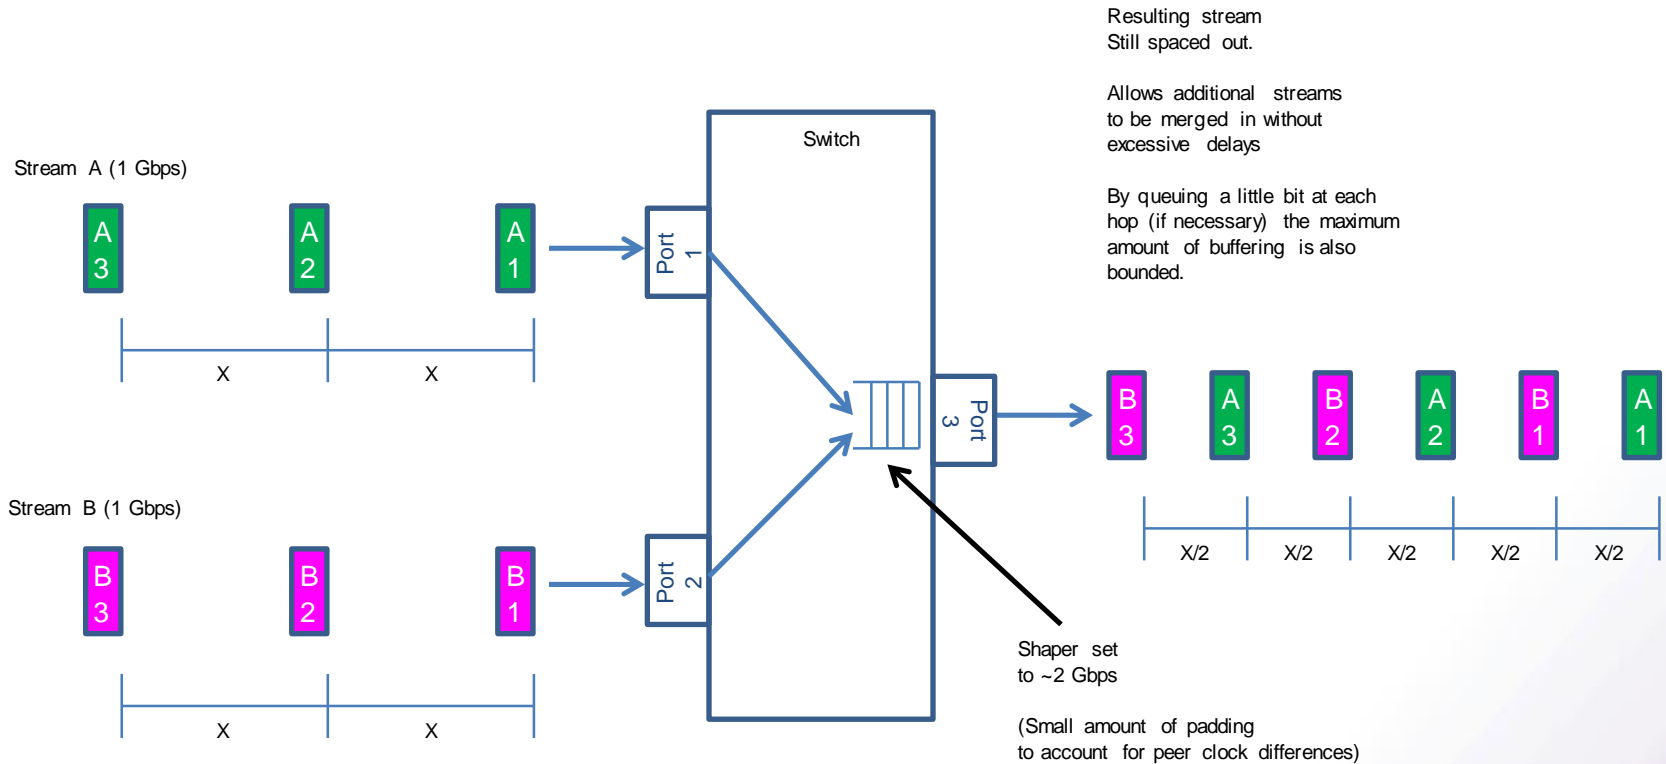 Resulting stream
Still spaced out.
Allows additional streams
to be merged in without
excessive delays
By queuing a little bit at each
hop (if necessary) the maximum
amount of buffering is also
bounded.
Switch
Stream A (1 Gbps)
A
3
A
2
A
1
Port
1
X
X
B
3
A
3
B
2
A
2
B
1
A
1
Port
3
X/2
X/2
X/2
X/2
X/2
Stream B (1 Gbps)
B
3
B
2
B
1
Port
2
X
X
Shaper set
to ~2 Gbps
(Small amount of padding
to account for peer clock differences)